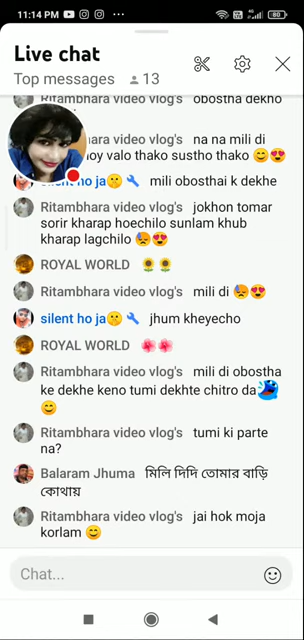 11:14 PM
Live chat
Top messages 13
Ritambhara video vlog's obostha dekho
na na mili di
hoy valo thako sustho thako 😊😍
silent ho ja🤫 mili obosthai k dekhe
Ritambhara video vlog's jokhon tomar
sorir kharap hoechilo sunlam khub
kharap lagchilo 😓😍
ROYAL WORLD 🌻🌻
Ritambhara video vlog's mili di 😓😍
silent ho ja🤫 jhum kheyecho
ROYAL WORLD 🌸🌸
Ritambhara video vlog's mili di obostha
ke dekhe keno tumi dekhte chitro da
😊
Ritambhara video vlog's tumi ki parte
na?
Balaram Jhuma মিলি দিদি তোমার বাড়ি
কোথায়
Ritambhara video vlog's jai hok moja
korlam 😊
Chat...